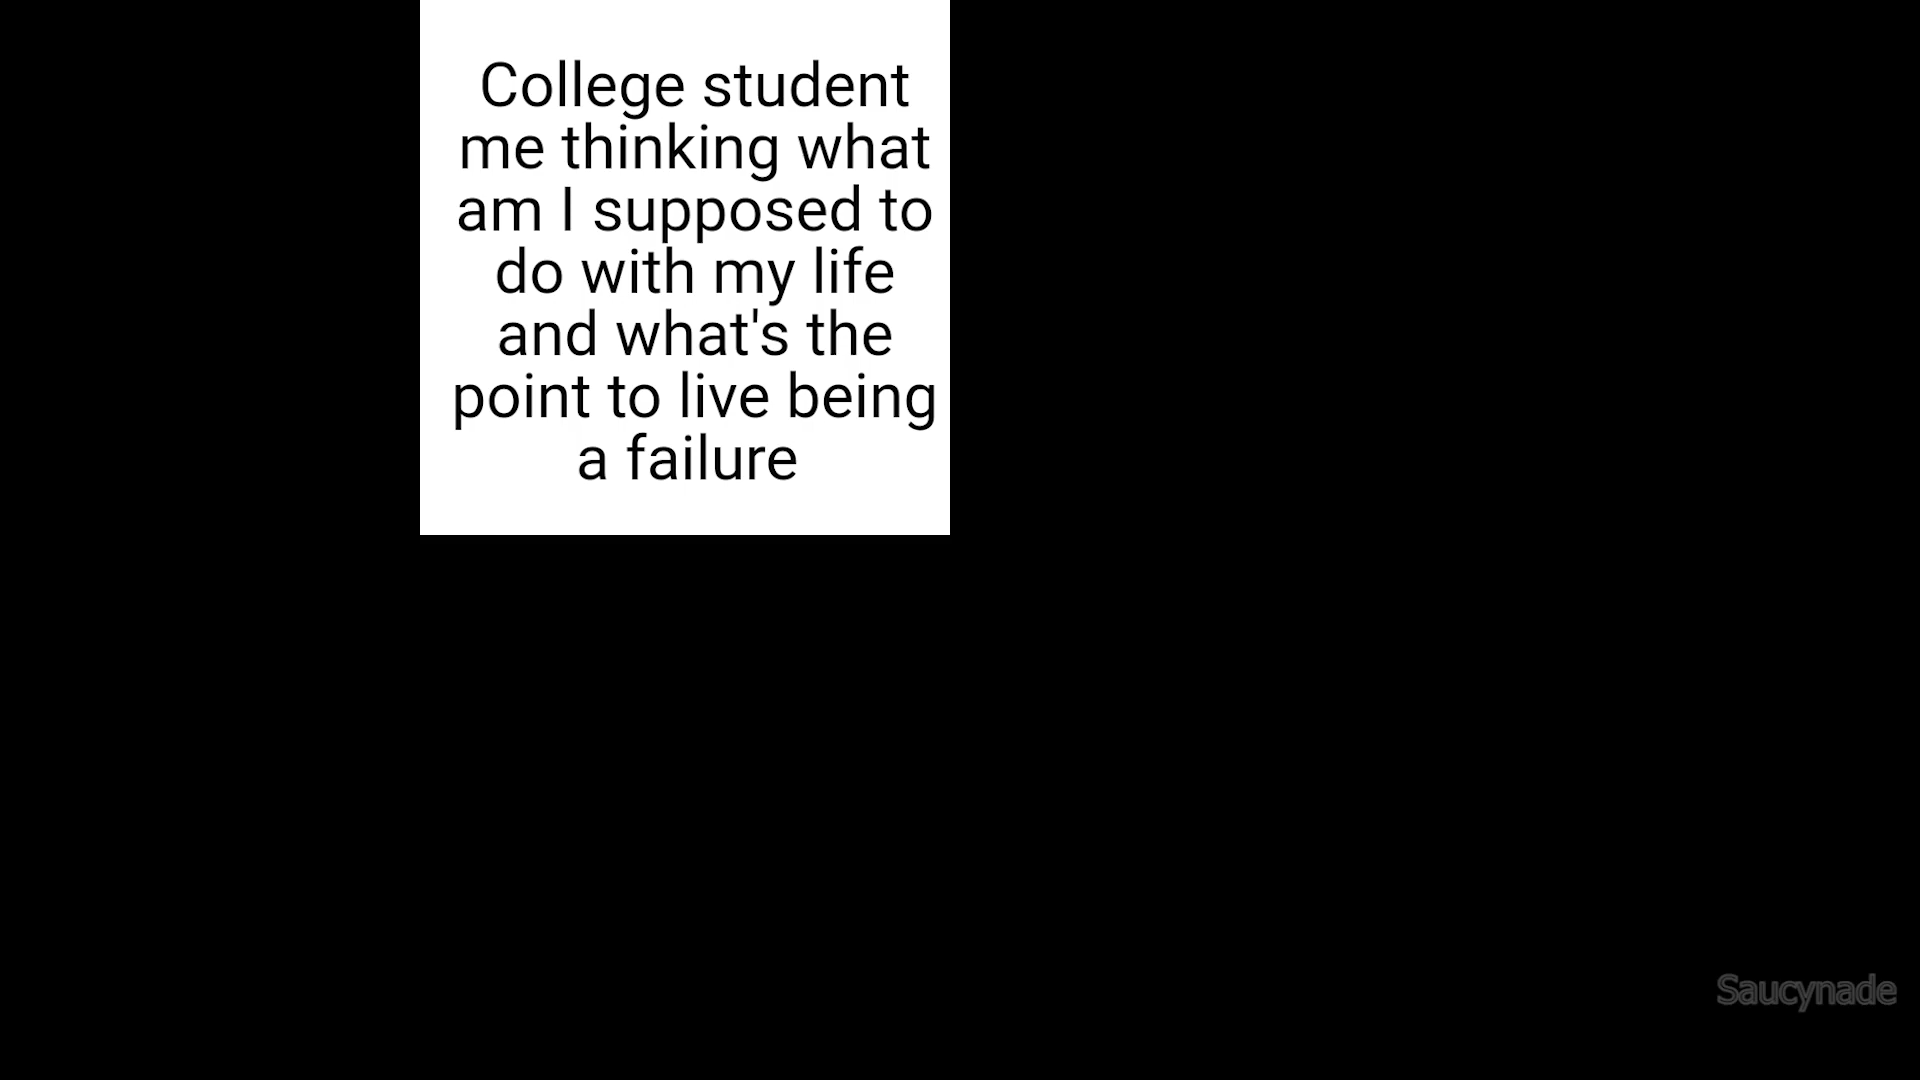 College student
me thinking what
am I supposed to
do with my life
and what's the
point to live being
a failure
Saucynade